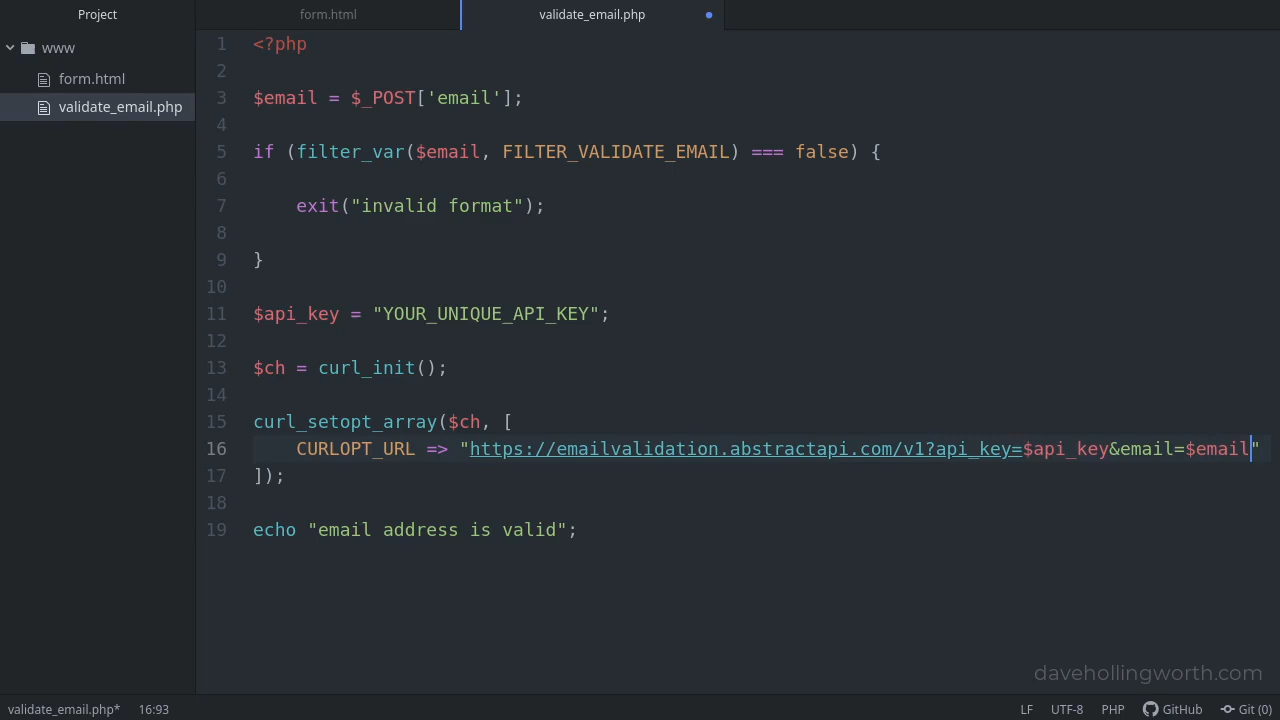 Project
form.html
validate_email.php
www
form.html
validate_email.php
1 <?php
2
3 $email = $_POST['email'];
4
5 if (filter_var($email, FILTER_VALIDATE_EMAIL) === false) {
6
7     exit("invalid format");
8
9 }
10
11 $api_key = "YOUR_UNIQUE_API_KEY";
12
13 $ch = curl_init();
14
15 curl_setopt_array($ch, [
16     CURLOPT_URL => "https://emailvalidation.abstractapi.com/v1?api_key=$api_key&email=$email"
17 ]);
18
19 echo "email address is valid";
davehollingworth.com
validate_email.php* 16:93 LF UTF-8 PHP GitHub Git (0)